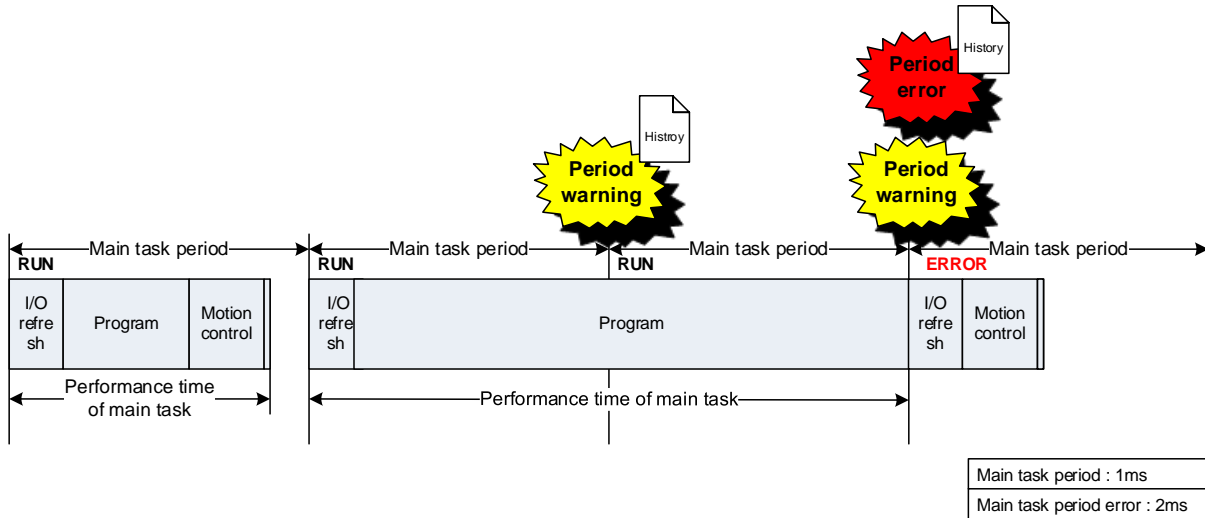 History
Period
error
Histroy
Period
warning
Period
warning
Main task period
Main task period
Main task period
Main task period
RUN
RUN
RUN
ERROR
I/O
refre
sh
Program
Motion
control
I/O
refre
sh
Program
I/O
refre
sh
Motion
control
Performance time
of main task
Performance time of main task
Main task period : 1ms
Main task period error : 2ms